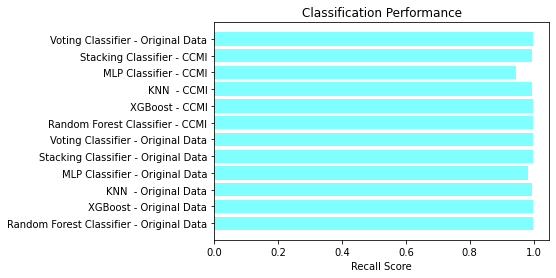 Classification Performance
Voting Classifier - Original Data
Stacking Classifier - CCMI
MLP Classifier - CCMI
KNN  - CCMI
XGBoost - CCMI
Random Forest Classifier - CCMI
Voting Classifier - Original Data
Stacking Classifier - Original Data
MLP Classifier - Original Data
KNN  - Original Data
XGBoost - Original Data
Random Forest Classifier - Original Data
0.0 0.2 0.4 0.6 0.8 1.0
Recall Score